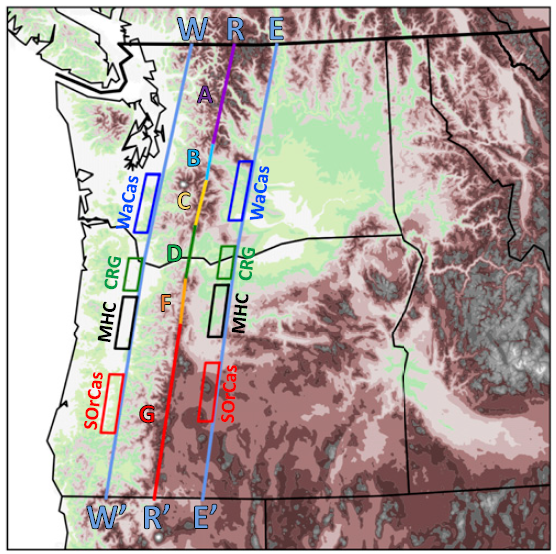 W R E
A
B
WaCas
WaCas
C
D
CRG
CRG
F
MHC
MHC
SOrCas
SOrCas
G
W’ R’ E’